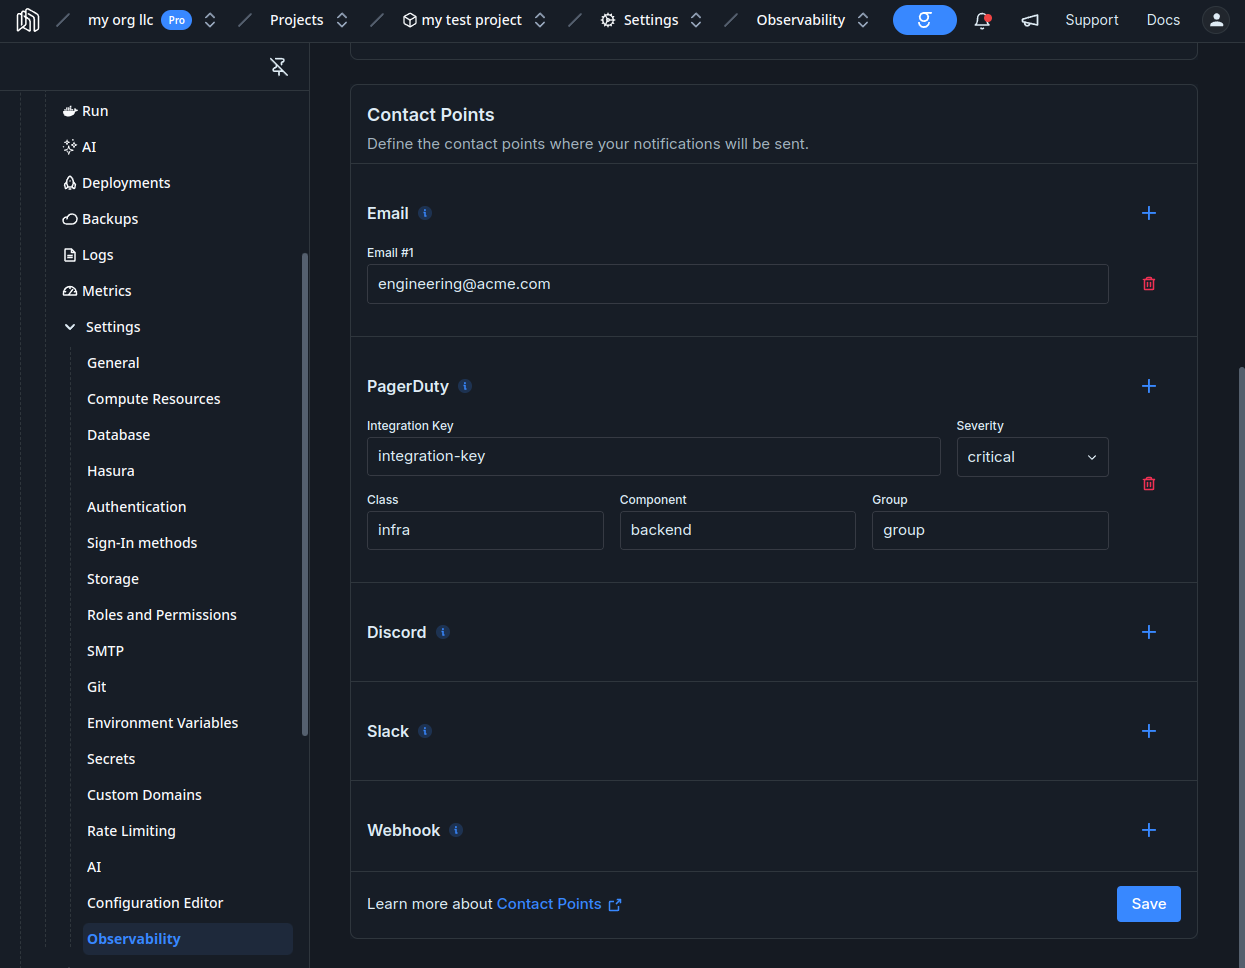 my org llc Pro Projects my test project Settings Observability Support Docs
Run
AI
Deployments
Backups
Logs
Metrics
Settings
General
Compute Resources
Database
Hasura
Authentication
Sign-In methods
Storage
Roles and Permissions
SMTP
Git
Environment Variables
Secrets
Custom Domains
Rate Limiting
AI
Configuration Editor
Observability
Contact Points
Define the contact points where your notifications will be sent.
Email
Email #1
engineering@acme.com
PagerDuty
Integration Key Severity
integration-key critical
Class Component Group
infra backend group
Discord
Slack
Webhook
Learn more about Contact Points
Save